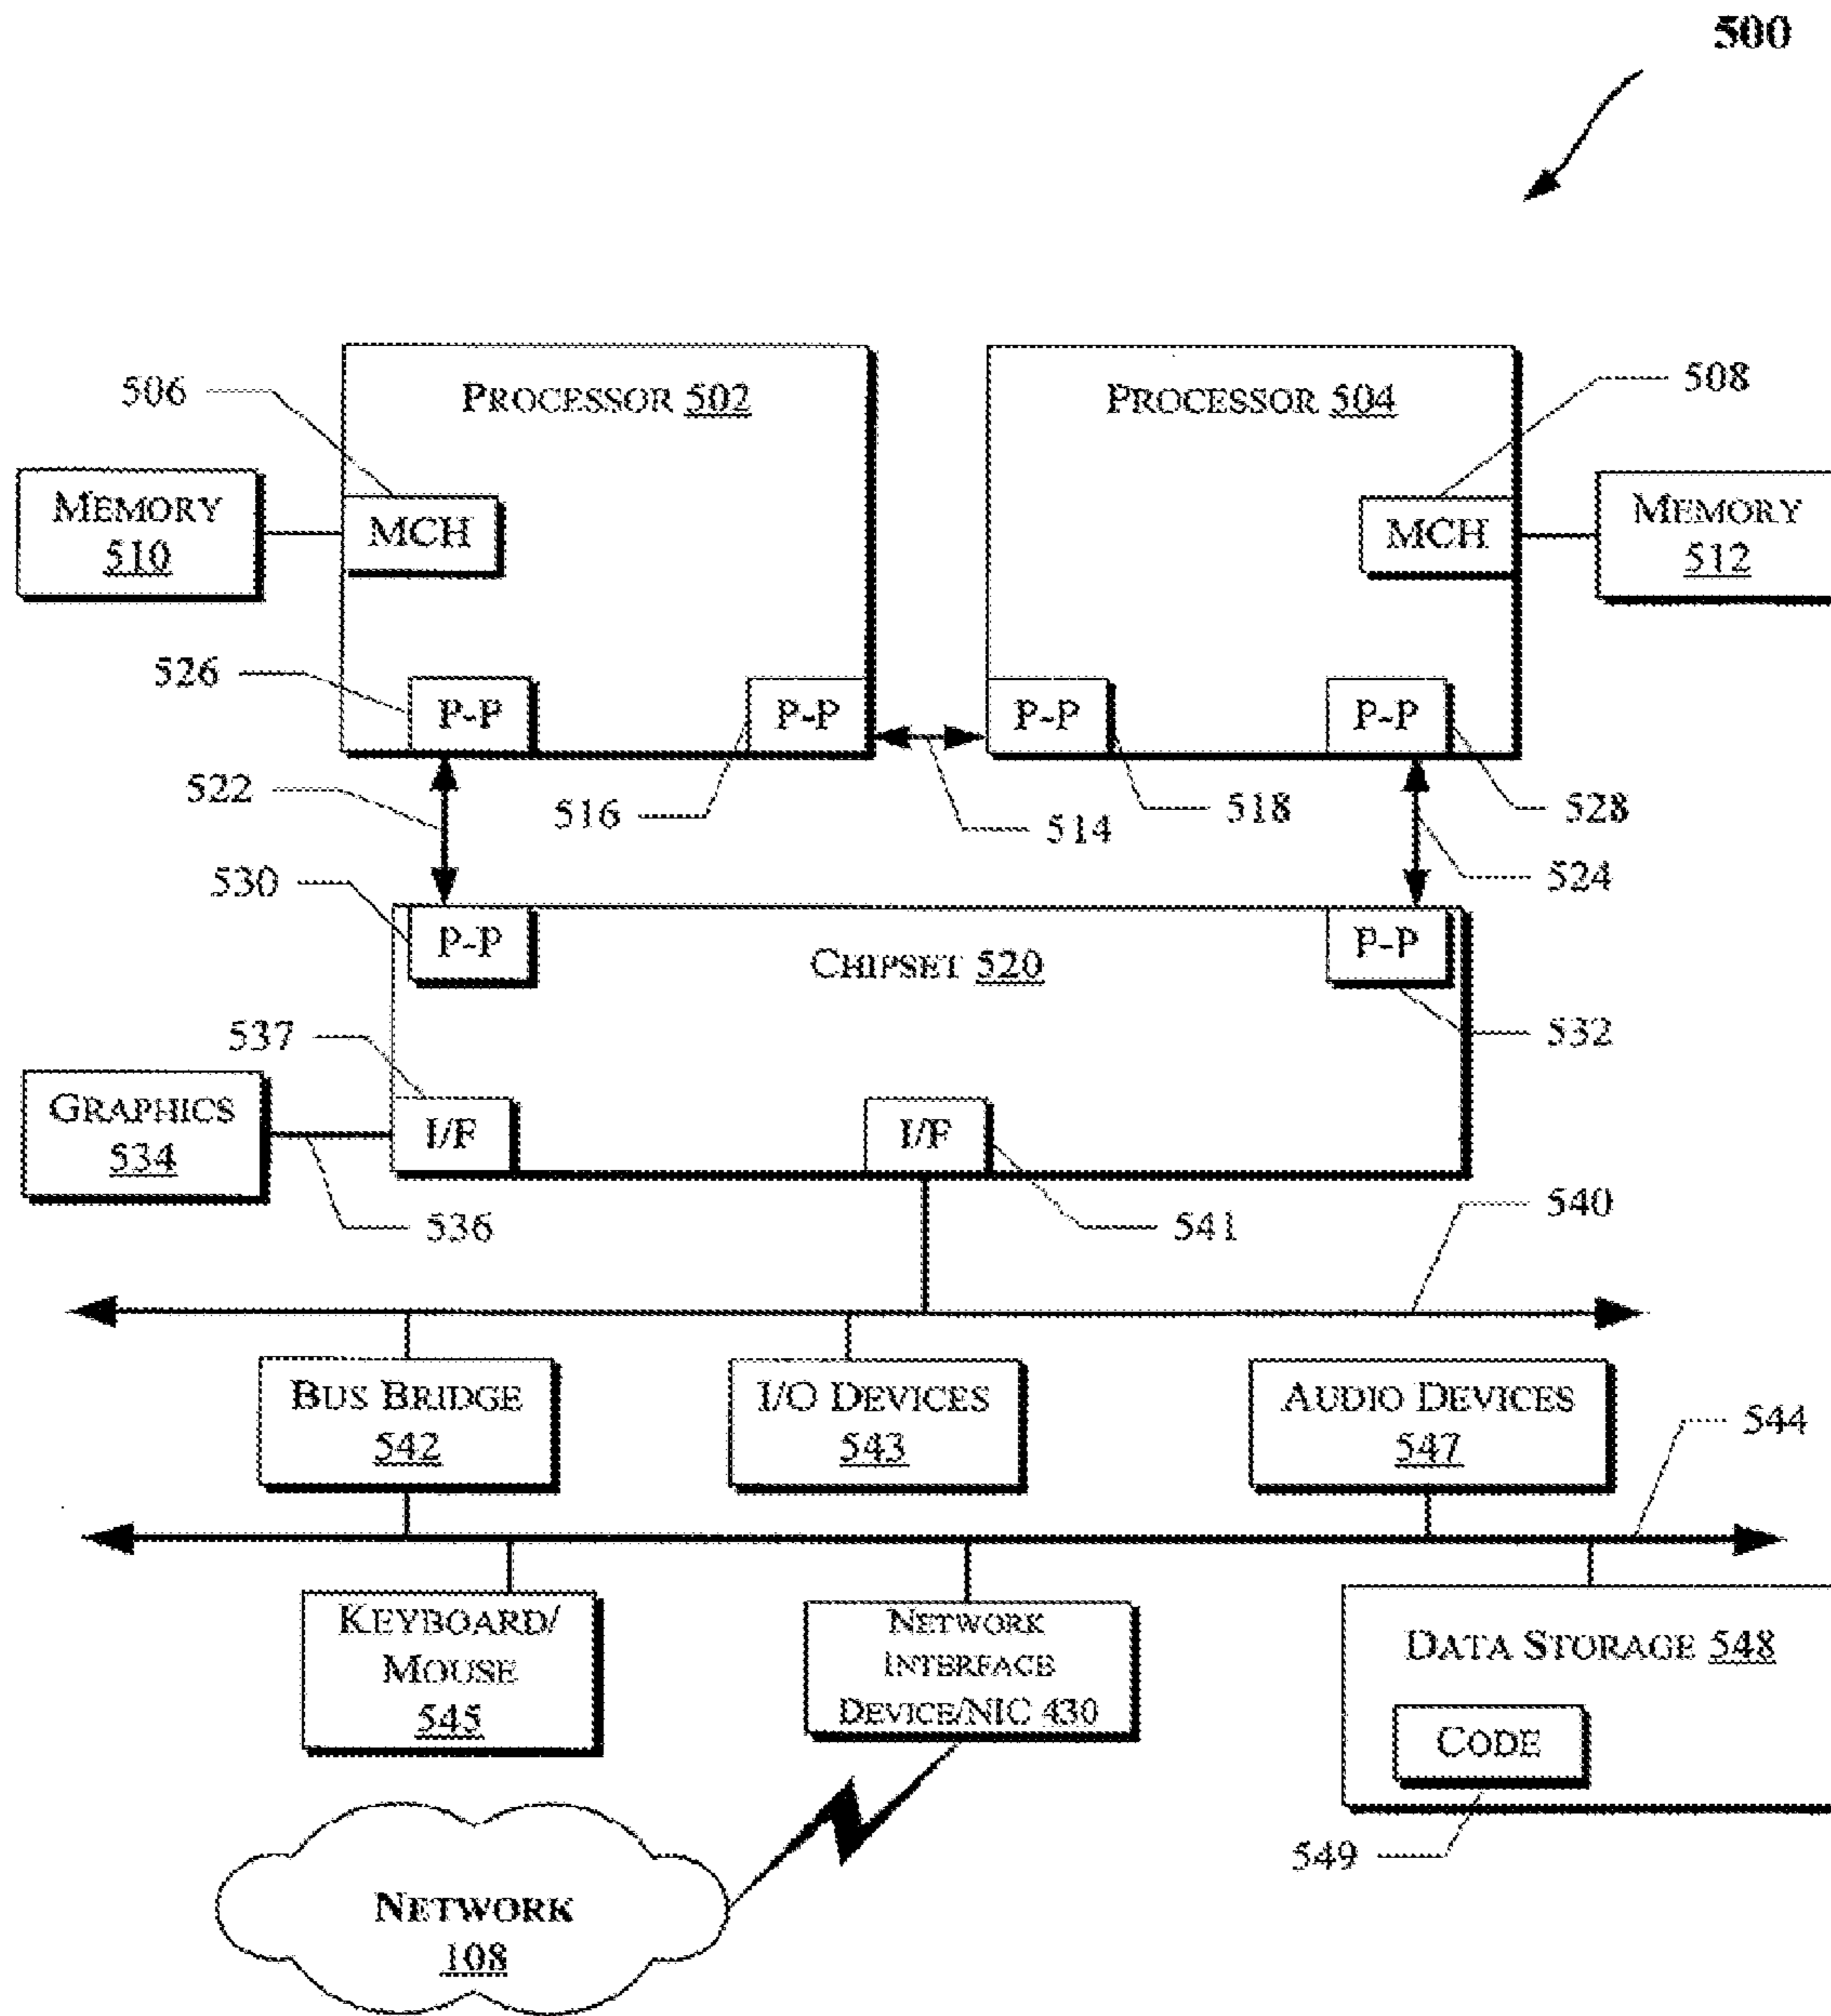 500
PROCESSOR 502
PROCESSOR 504
506
508
MEMORY
510
MCH
MCH
MEMORY
512
526
P-P
P-P
P-P
P-P
522
516
514
518
528
524
530
P-P
CHIPSET 520
P-P
532
537
GRAPHICS
534
I/F
I/F
536
541
540
BUS BRIDGE
542
I/O DEVICES
543
AUDIO DEVICES
547
544
KEYBOARD/
MOUSE
545
NETWORK
INTERFACE
DEVICE/NIC 430
DATA STORAGE 548
CODE
549
NETWORK
108